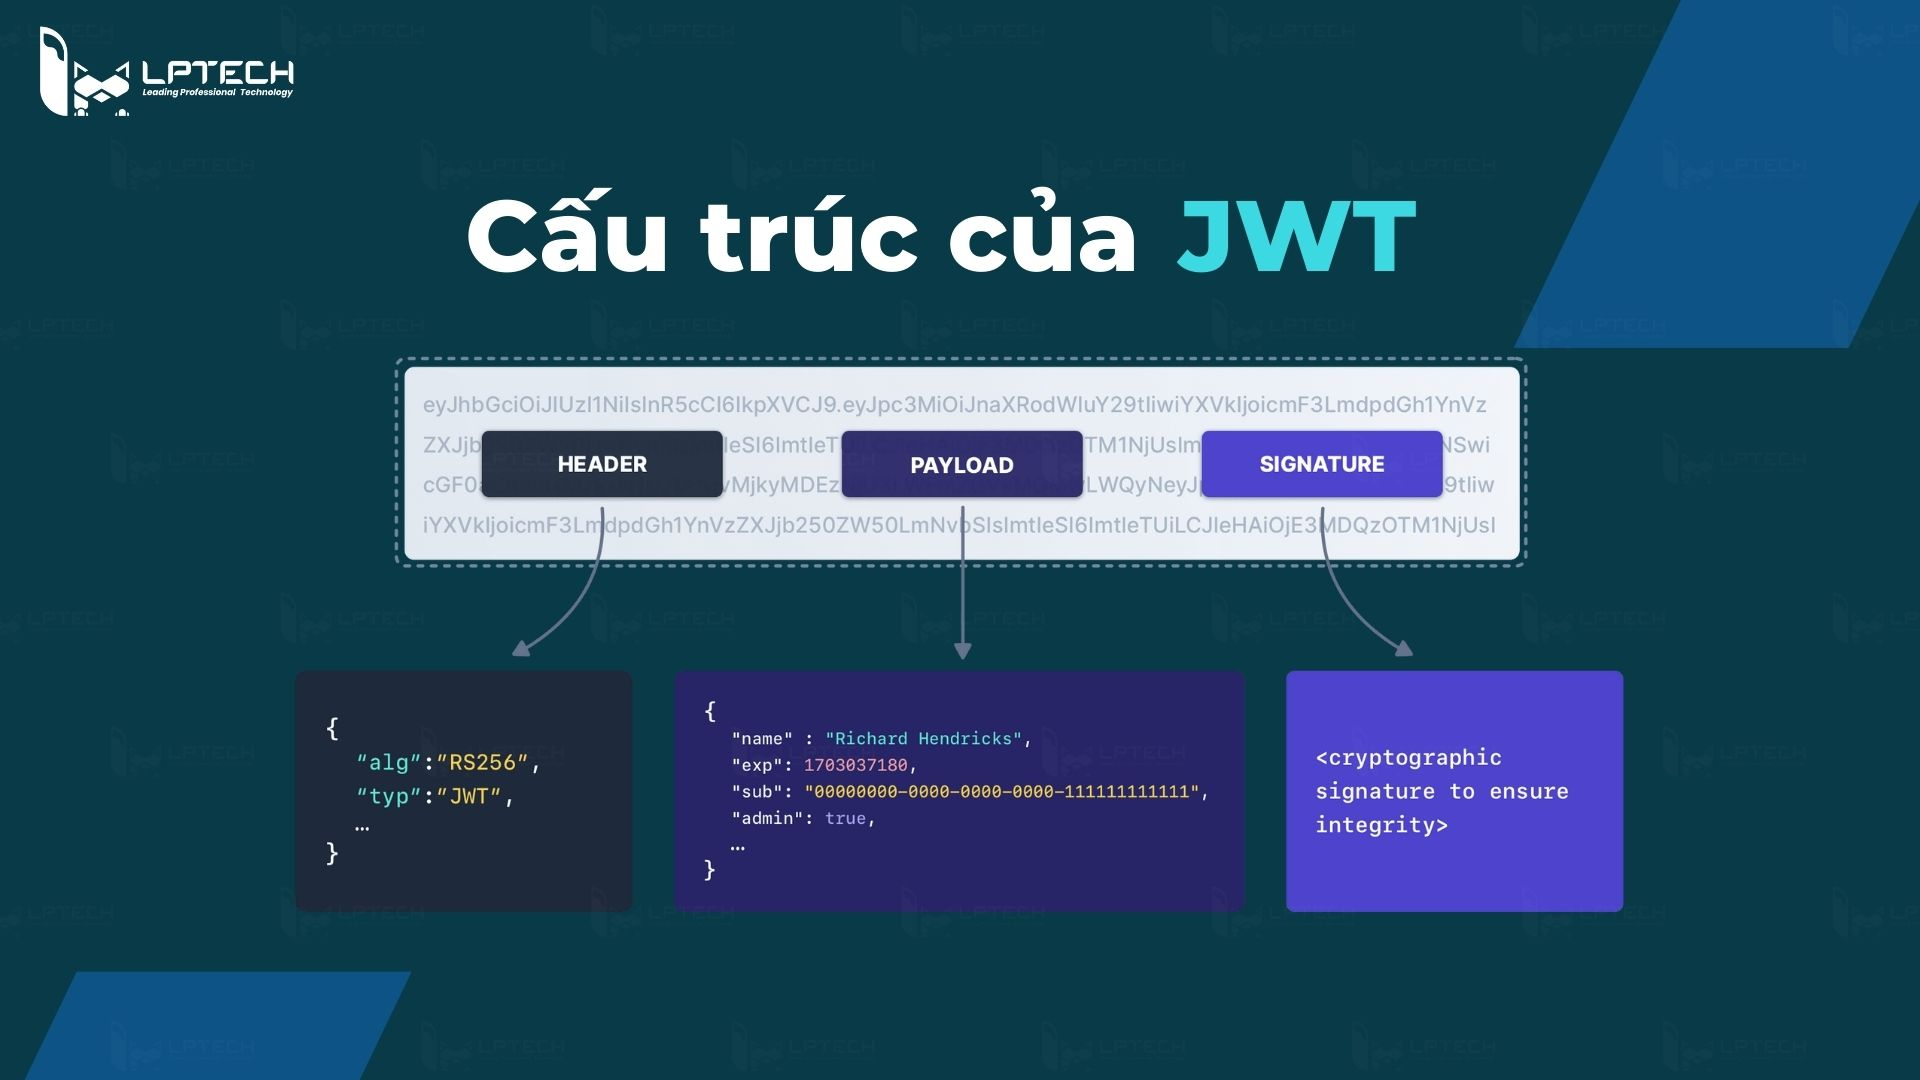 LPTECH
Leading Professional Technology
Cấu trúc của JWT
eyJhbGciOiJIUzI1NiIsInR5cCI6IkpXVCJ9.eyJpc3MiOiJnaXRodWIuY29tIiwiYXVkIjoicmF3LmdpdGh1YnVz
HEADER
PAYLOAD
SIGNATURE
iYXVkIjoicmF3LmdpdGh1YnVzZXJjb250ZW50LmNvbSIsImtleSI6ImtleTUiLCJleHAiOjE3MDQzOTM1NjUsI
{
“alg”:”RS256”,
“typ”:”JWT”,
…
}
{
"name" : "Richard Hendricks",
"exp": 1703037180,
"sub": "00000000-0000-0000-0000-111111111111",
"admin": true,
…
}
<cryptographic
signature to ensure
integrity>